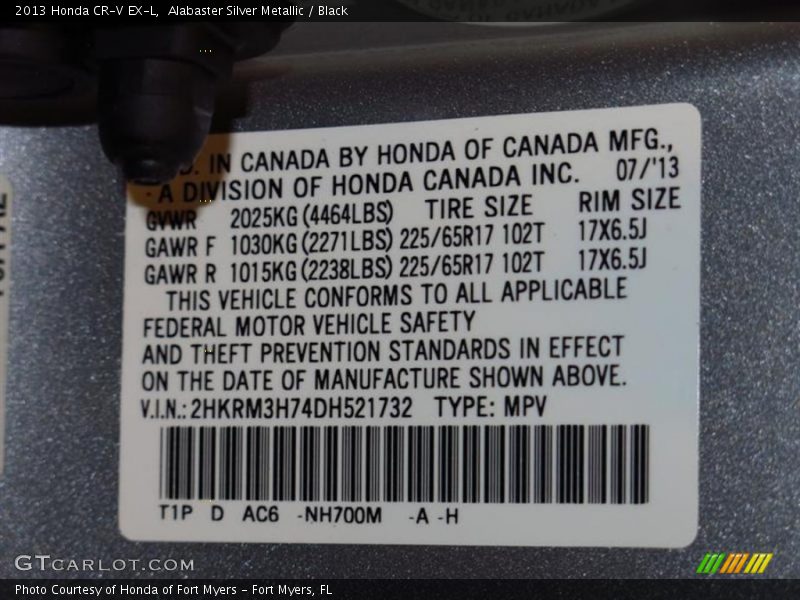 2013 Honda CR-V EX-L,  Alabaster Silver Metallic / Black
IN CANADA BY HONDA OF CANADA MFG.,
- A DIVISION OF HONDA CANADA INC. 07/'13
GVWR 2025KG (4464LBS) TIRE SIZE RIM SIZE
GAWR F 1030KG (2271LBS) 225/65R17 102T 17X6.5J
GAWR R 1015KG (2238LBS) 225/65R17 102T 17X6.5J
THIS VEHICLE CONFORMS TO ALL APPLICABLE
FEDERAL MOTOR VEHICLE SAFETY
AND THEFT PREVENTION STANDARDS IN EFFECT
ON THE DATE OF MANUFACTURE SHOWN ABOVE.
V.I.N.: 2HKRM3H74DH521732 TYPE: MPV
T1P D AC6 -NH700M -A -H
GTCARLOT.COM
Photo Courtesy of Honda of Fort Myers - Fort Myers, FL